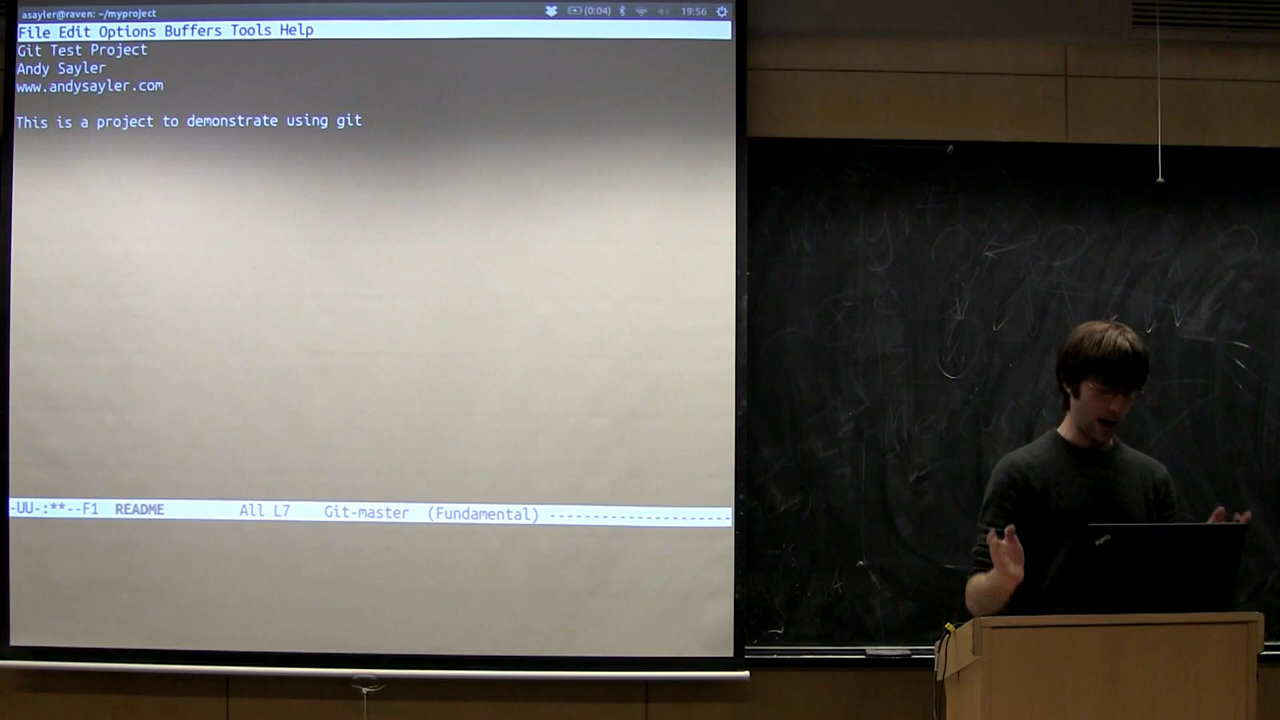 asayler@raven: ~/myproject
(0:04) 19:56
File Edit Options Buffers Tools Help
Git Test Project
Andy Sayler
www.andysayler.com
This is a project to demonstrate using git
-UU-:**--F1 README All L7 Git-master (Fundamental) --------------------
git